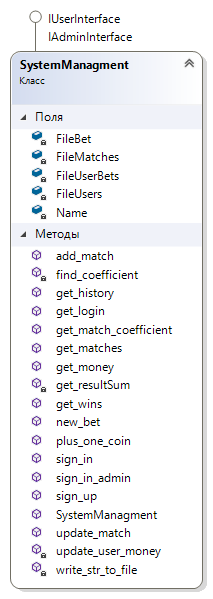 IUserInterface
IAdminInterface
SystemManagment
Класс
Поля
FileBet
FileMatches
FileUserBets
FileUsers
Name
Методы
add_match
find_coefficient
get_history
get_login
get_match_coefficient
get_matches
get_money
get_resultSum
get_wins
new_bet
plus_one_coin
sign_in
sign_in_admin
sign_up
SystemManagment
update_match
update_user_money
write_str_to_file